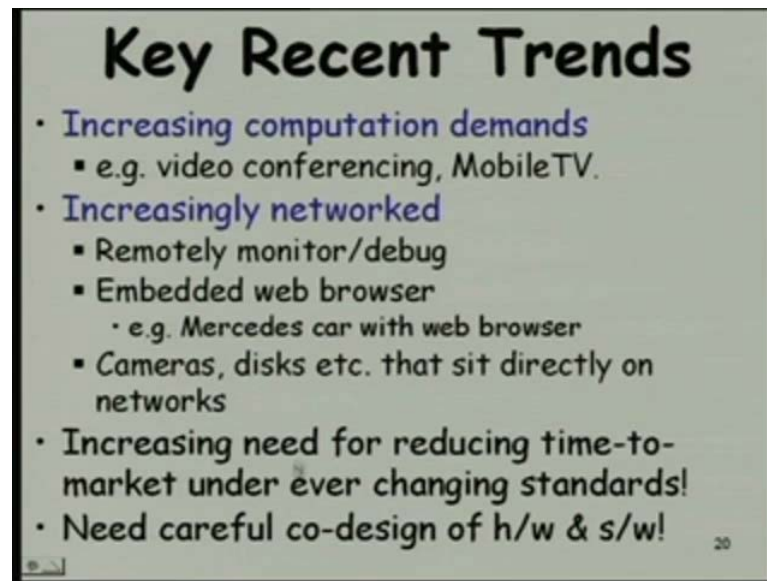 Key Recent Trends
• Increasing computation demands
▪ e.g. video conferencing, MobileTV.
• Increasingly networked
▪ Remotely monitor/debug
▪ Embedded web browser
• e.g. Mercedes car with web browser
▪ Cameras, disks etc. that sit directly on
networks
• Increasing need for reducing time-to-
market under ever changing standards!
• Need careful co-design of h/w & s/w!
20